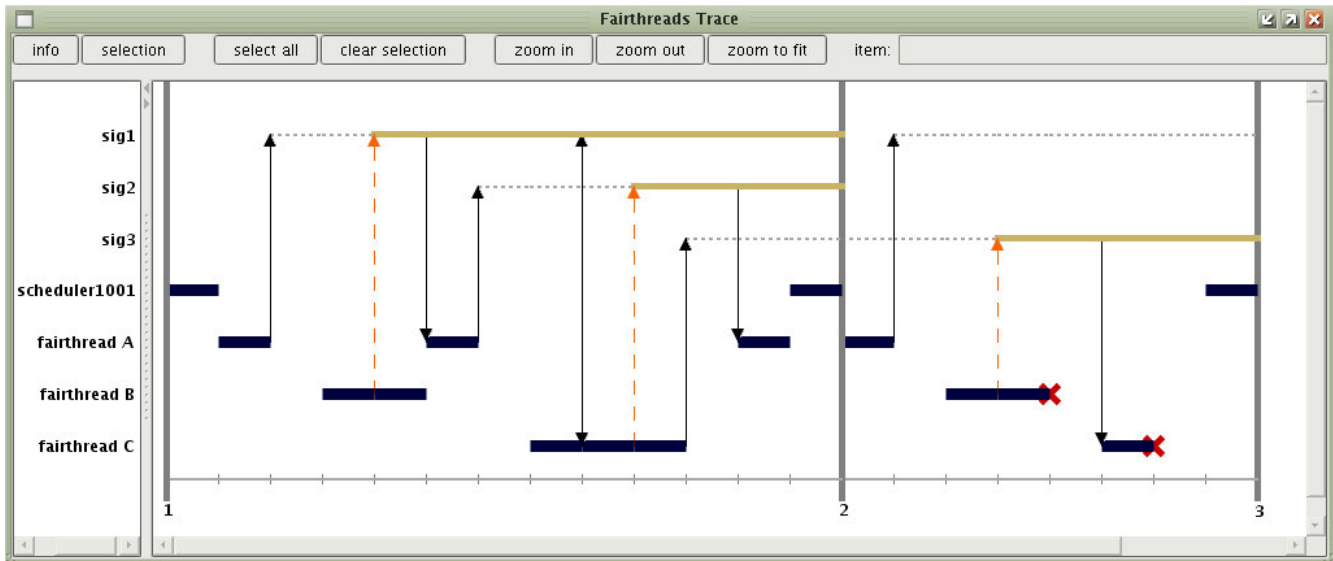 Fairthreads Trace
info selection select all clear selection zoom in zoom out zoom to fit item:
sig1
sig2
sig3
scheduler1001
fairthread A
fairthread B
fairthread C
1 2 3